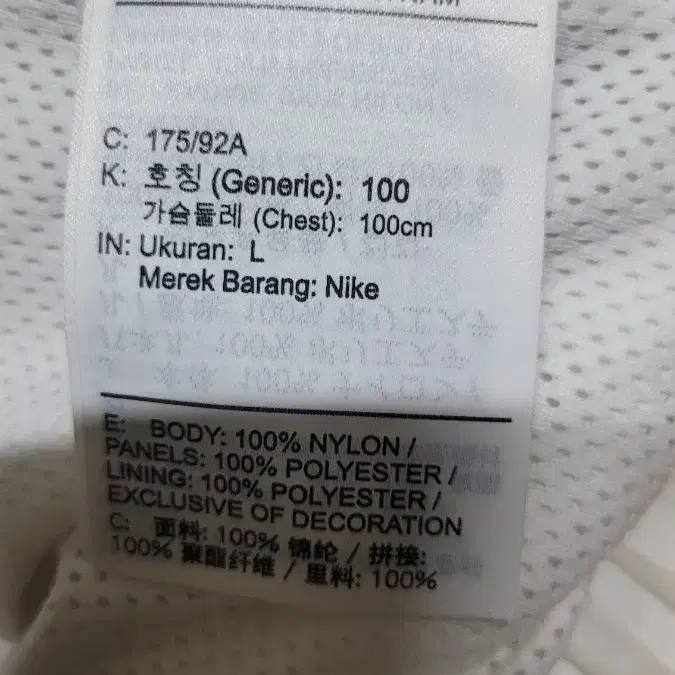 C: 175/92A
K: 호칭 (Generic): 100
가슴둘레 (Chest): 100cm
IN: Ukuran: L
Merek Barang: Nike
E: BODY: 100% NYLON /
PANELS: 100% POLYESTER /
LINING: 100% POLYESTER /
EXCLUSIVE OF DECORATION
C: 面料: 100% 锦纶 / 拼接:
100% 聚酯纤维 / 里料: 100%